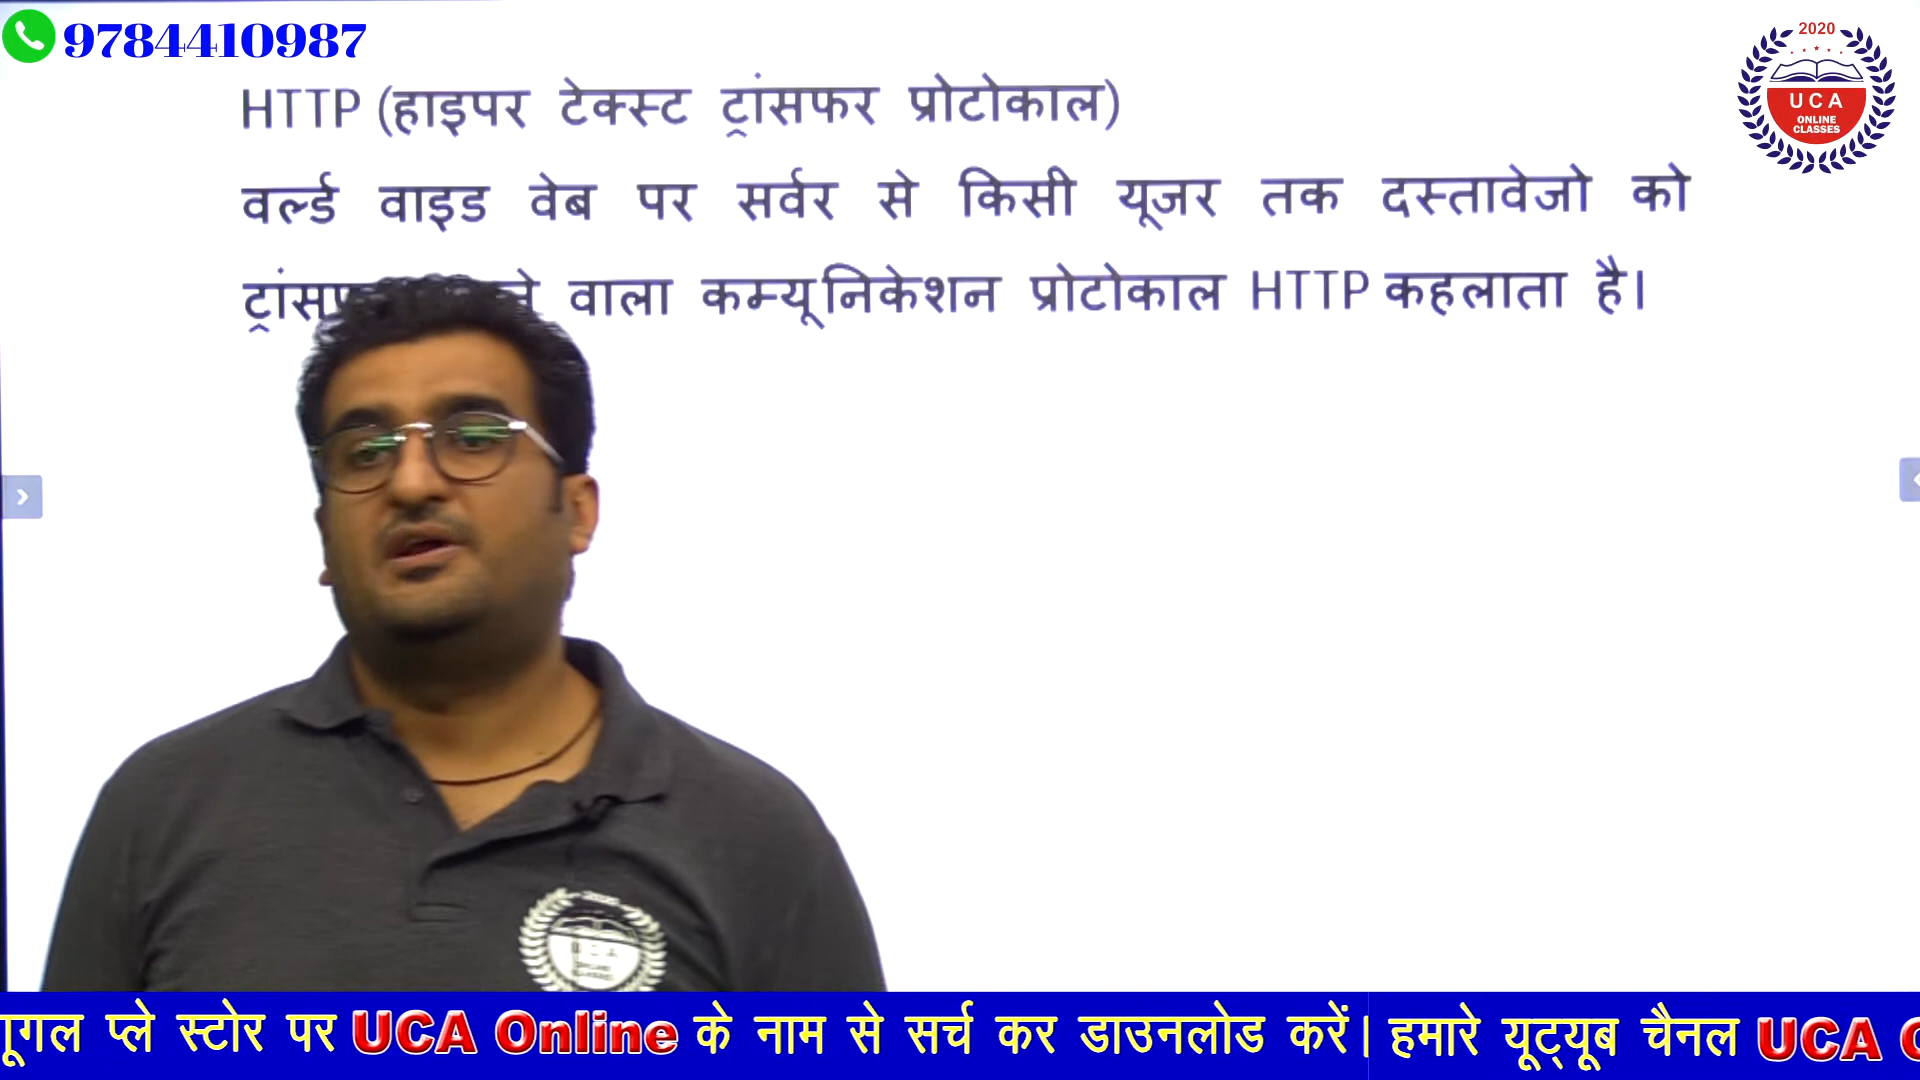 9784410987
2020
UCA
ONLINE
CLASSES
HTTP (हाइपर टेक्स्ट ट्रांसफर प्रोटोकाल)
वर्ल्ड वाइड वेब पर सर्वर से किसी यूजर तक दस्तावेजो को
वाला कम्यूनिकेशन प्रोटोकाल HTTP कहलाता है।
प्ले स्टोर पर UCA Online के नाम से सर्च कर डाउनलोड करें| हमारे यूट्यूब चैनल UCA